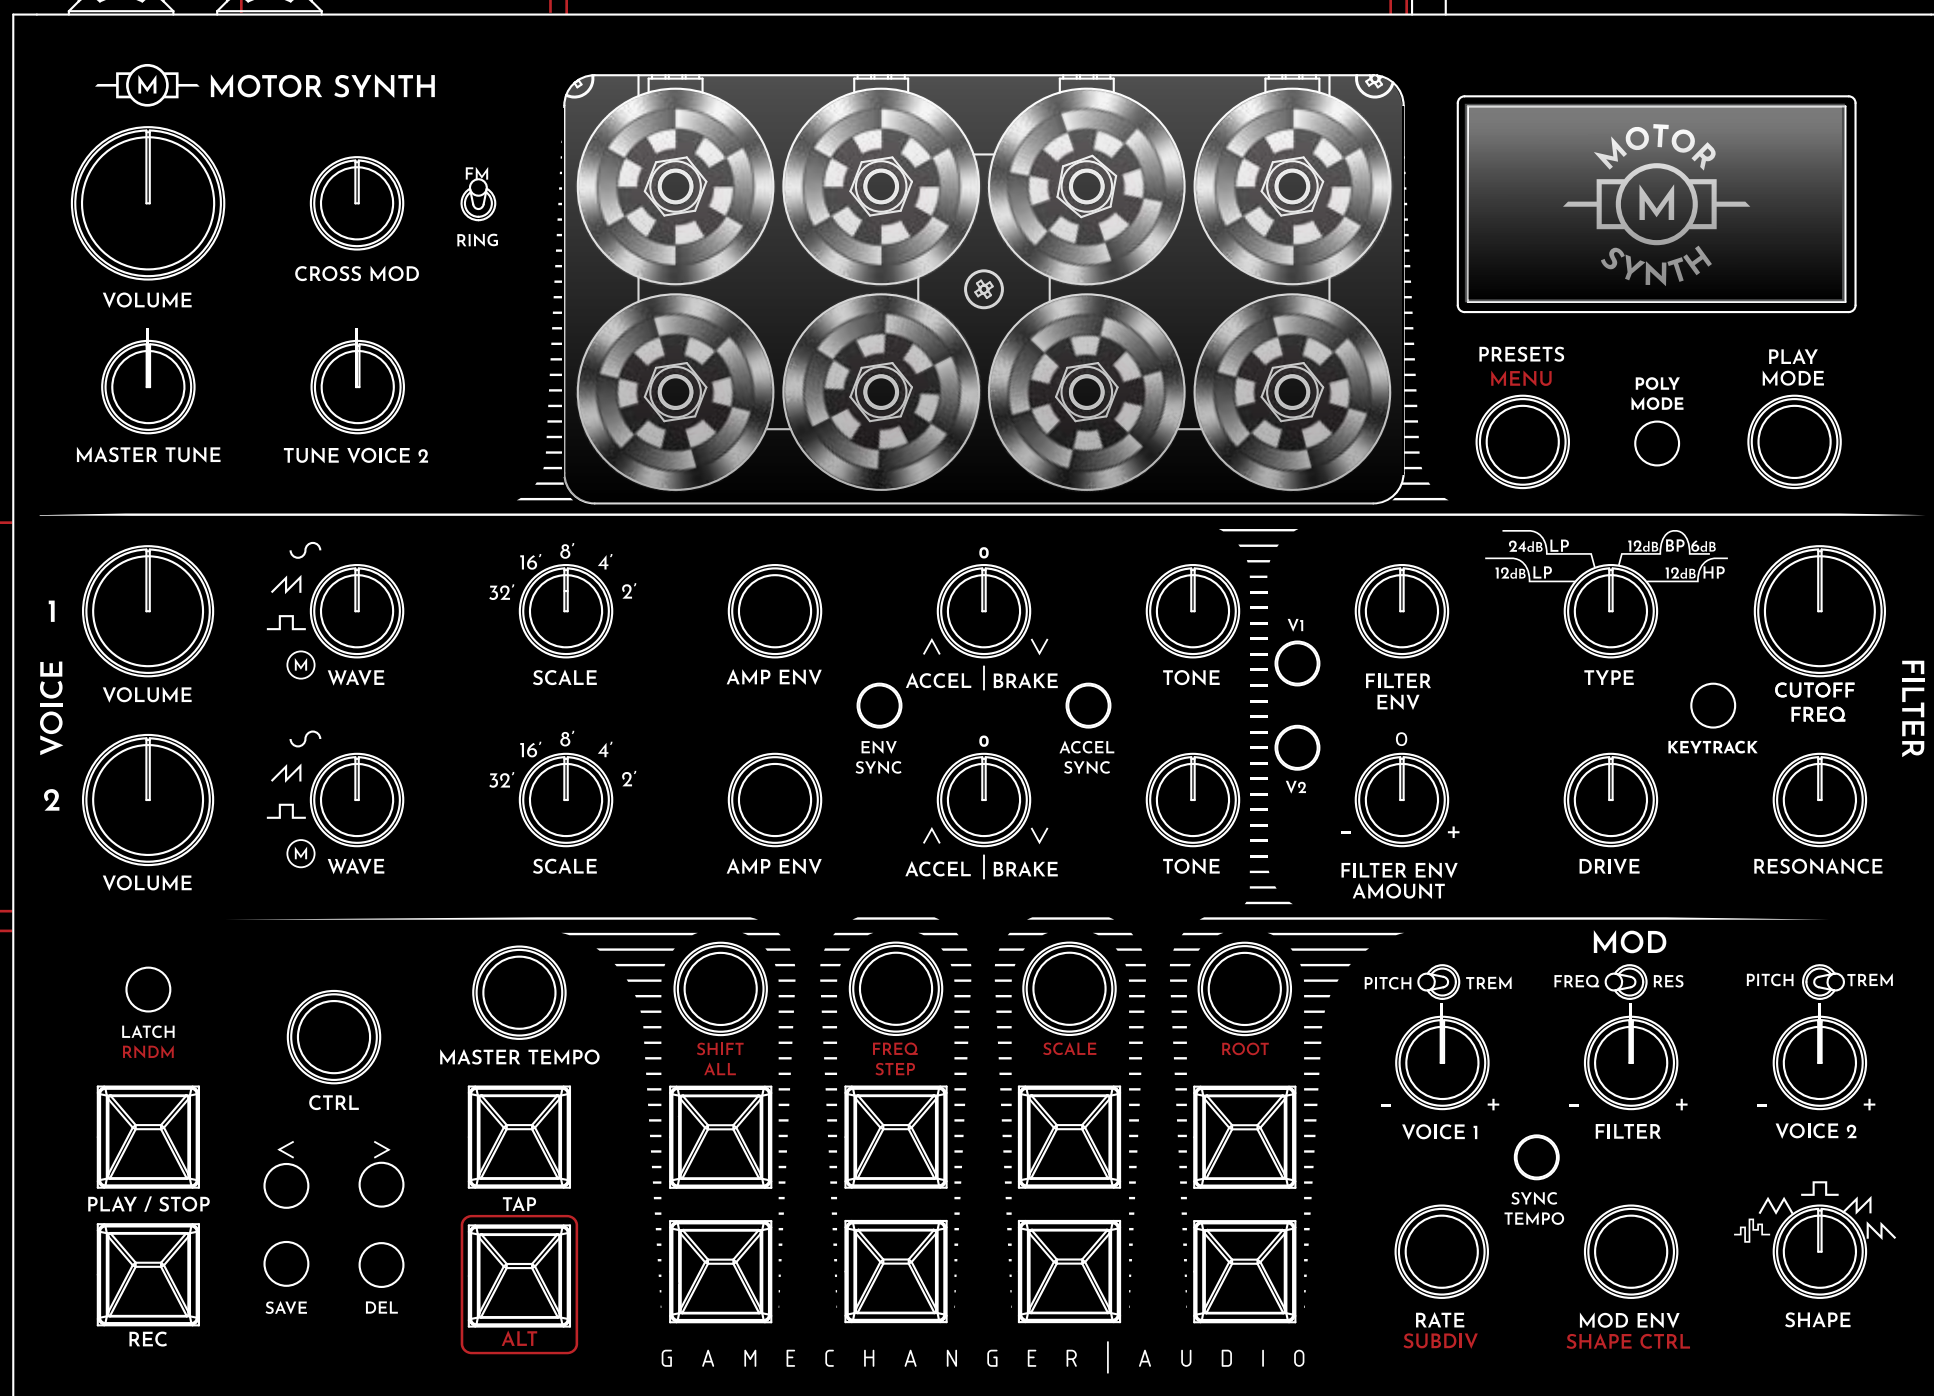 M MOTOR SYNTH
VOLUME
CROSS MOD
FM
RING
MASTER TUNE
TUNE VOICE 2
MOTOR
M
SYNTH
PRESETS
MENU
POLY
MODE
PLAY
MODE
VOICE
1
2
VOLUME
M WAVE
32' 16' 8' 4' 2'
SCALE
AMP ENV
0
ACCEL | BRAKE
TONE
VOLUME
M WAVE
32' 16' 8' 4' 2'
SCALE
AMP ENV
ENV
SYNC
0
ACCEL | BRAKE
ACCEL
SYNC
TONE
V1
V2
FILTER
ENV
0
- +
FILTER ENV
AMOUNT
24dB LP
12dB LP
12dB BP 6dB
12dB HP
TYPE
DRIVE
KEYTRACK
CUTOFF
FREQ
RESONANCE
FILTER
LATCH
RNDM
PLAY / STOP
REC
CTRL
< >
SAVE
DEL
MASTER TEMPO
TAP
ALT
SHIFT
ALL
FREQ
STEP
SCALE
ROOT
GAMECHANGER | AUDIO
MOD
PITCH TREM
- +
VOICE 1
FREQ RES
- +
FILTER
PITCH TREM
- +
VOICE 2
SYNC
TEMPO
RATE
SUBDIV
MOD ENV
SHAPE CTRL
SHAPE